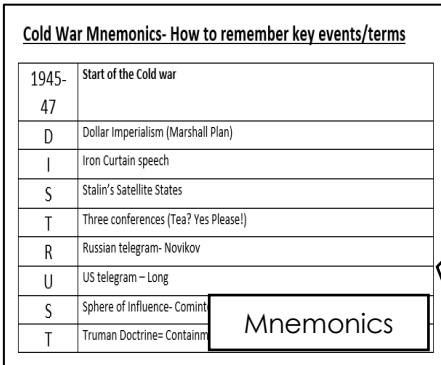 Cold War Mnemonics- How to remember key events/terms
1945-
47
Start of the Cold war
D Dollar Imperialism (Marshall Plan)
I Iron Curtain speech
S Stalin's Satellite States
T Three conferences (Tea? Yes Please!)
R Russian telegram- Novikov
U US telegram – Long
S Sphere of Influence-
T Truman Doctrine=
Mnemonics